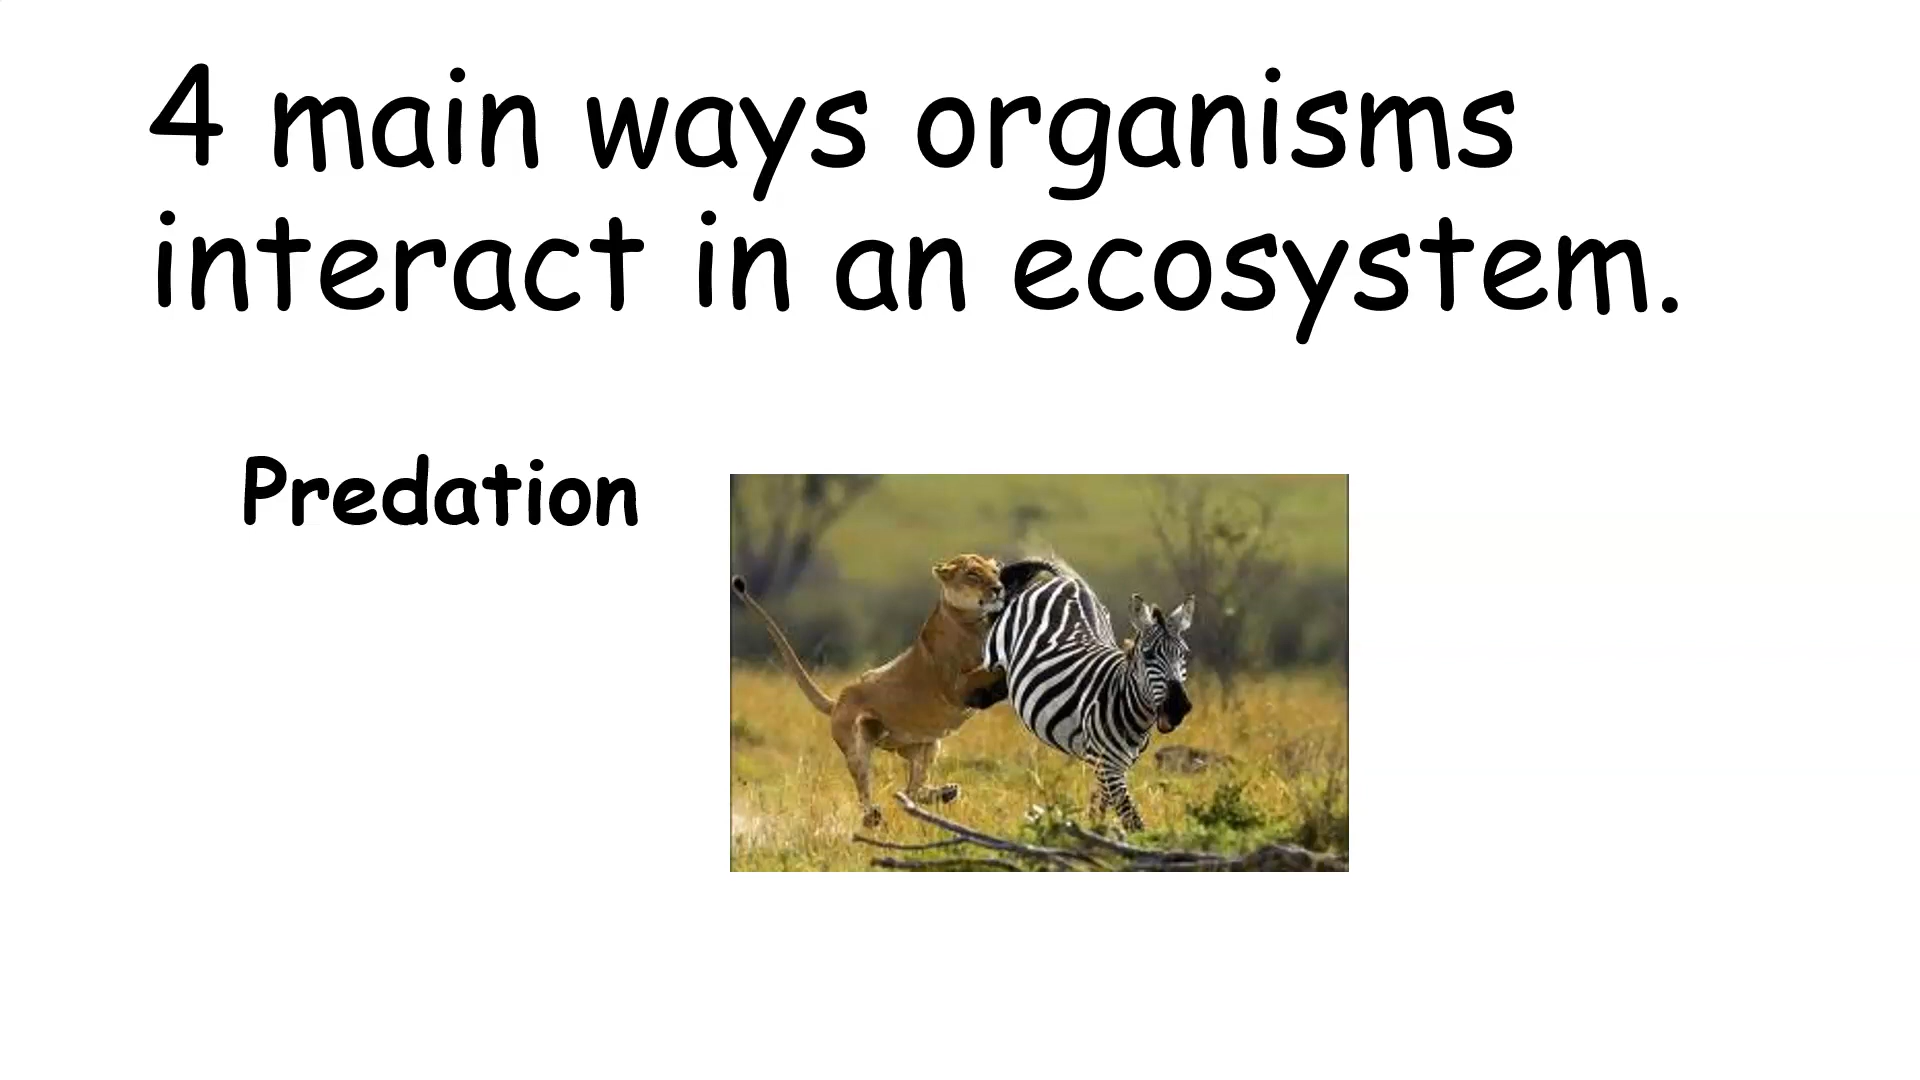 4 main ways organisms
interact in an ecosystem.
Predation